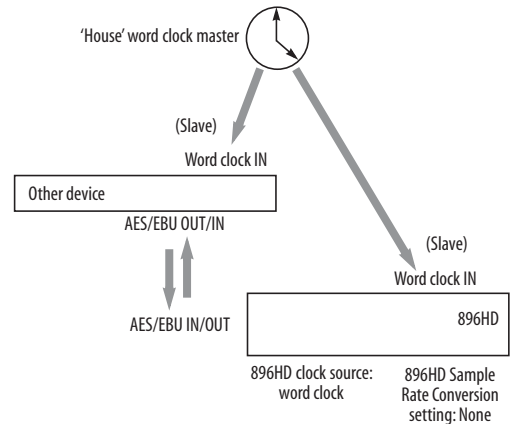 'House' word clock master
(Slave)
Word clock IN
Other device
AES/EBU OUT/IN
(Slave)
Word clock IN
AES/EBU IN/OUT
896HD
896HD clock source:
word clock
896HD Sample
Rate Conversion
setting: None